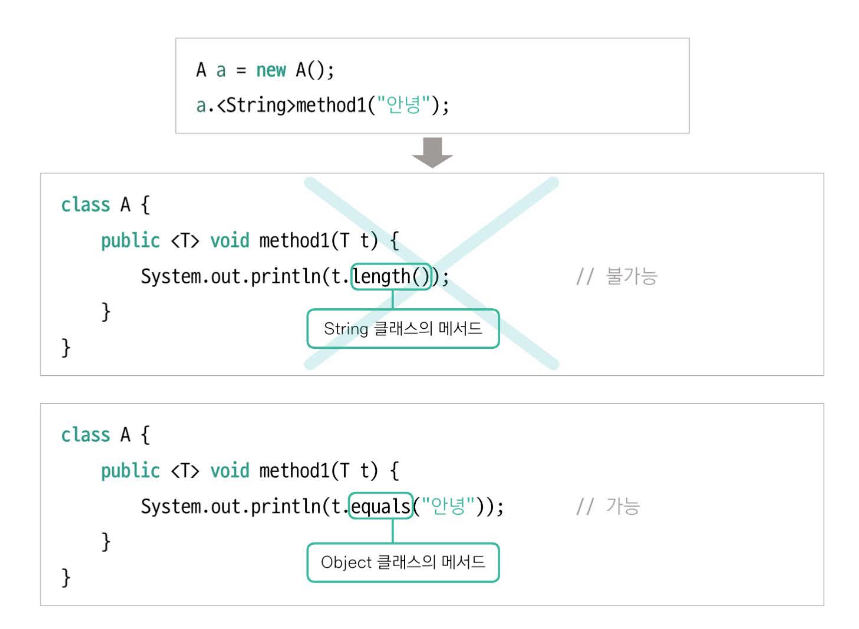 A a = new A();
a.<String>method1("안녕");
class A {
public <T> void method1(T t) {
System.out.println(t.length()); // 불가능
String 클래스의 메서드
}
}
class A {
public <T> void method1(T t) {
System.out.println(t.equals("안녕")); // 가능
Object 클래스의 메서드
}
}